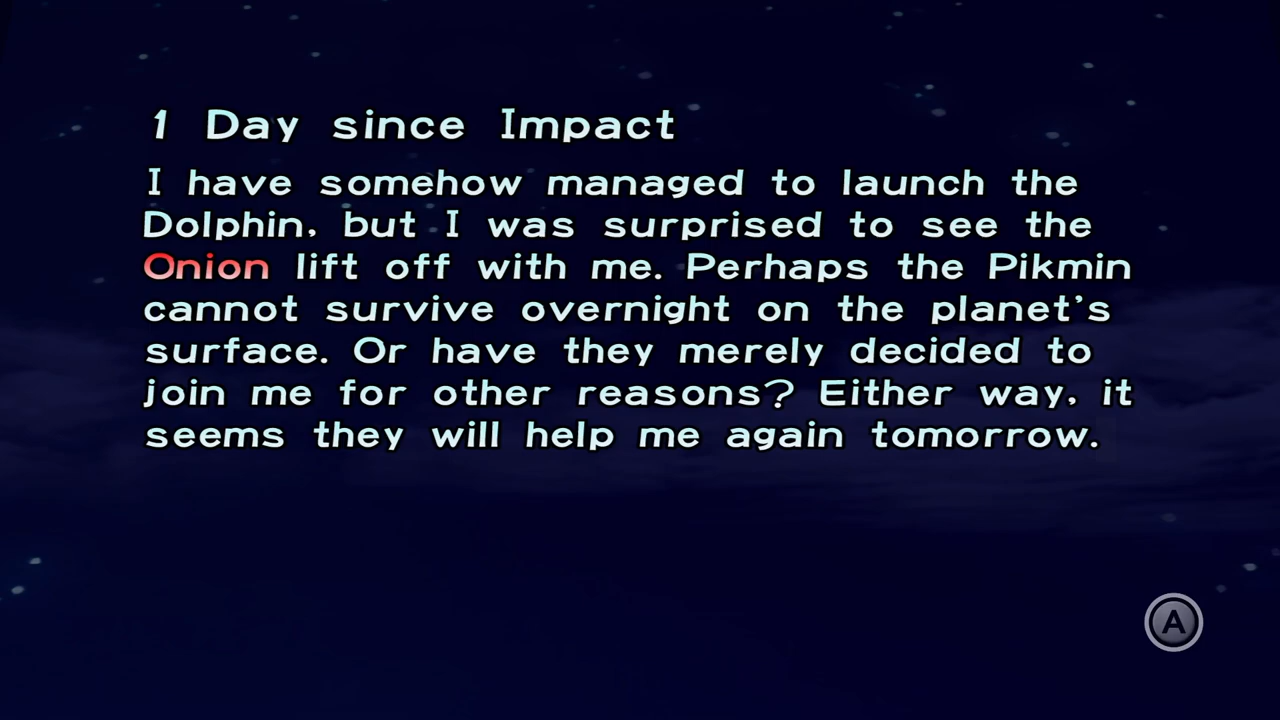 1 Day since Impact
I have somehow managed to launch the
Dolphin, but I was surprised to see the
Onion lift off with me. Perhaps the Pikmin
cannot survive overnight on the planet's
surface. Or have they merely decided to
join me for other reasons? Either way, it
seems they will help me again tomorrow.
A